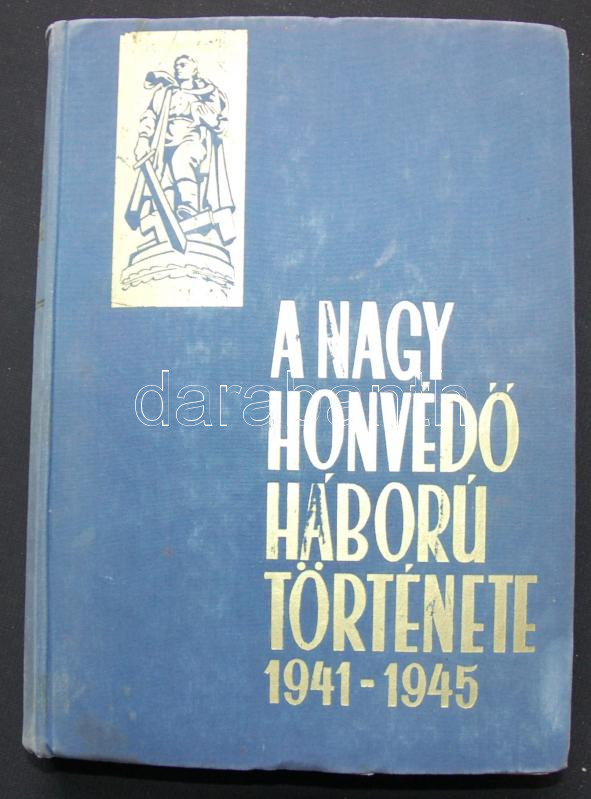 A NAGY
HONVÉDŐ
HÁBORÚ
TÖRTÉNETE
1941-1945
darabanth